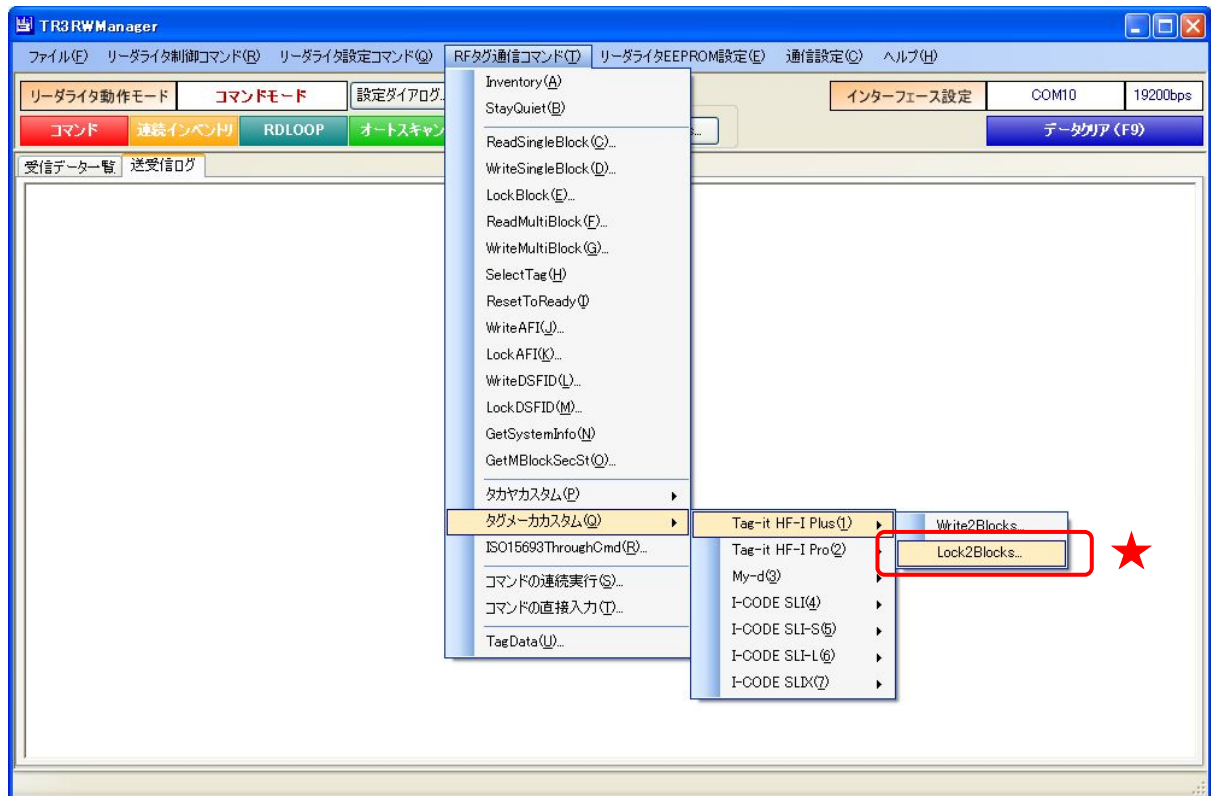 TR3RWManager
ファイル(F) リーダライタ制御コマンド(R) リーダライタ設定コマンド(Q) RFタグ通信コマンド(T) リーダライタEEPROM設定(E) 通信設定(C) ヘルプ(H)
リーダライタ動作モード コマンドモード 設定ダイアログ.. インターフェース設定 COM10 19200bps
コマンド 連続インベントリ RDLOOP オートスキャン データクリア(F9)
受信データ一覧 送受信ログ
Inventory(A)
StayQuiet(B)
ReadSingleBlock(C)...
WriteSingleBlock(D)...
LockBlock(E)...
ReadMultiBlock(F)...
WriteMultiBlock(G)...
SelectTag(H)
ResetToReady(I)
WriteAFI(J)...
LockAFI(K)...
WriteDSFID(L)...
LockDSFID(M)...
GetSystemInfo(N)
GetMBlockSecSt(O)...
タカヤカスタム(P)
タグメーカカスタム(Q)
ISO15693ThroughCmd(R)...
コマンドの連続実行(S)...
コマンドの直接入力(T)...
TagData(U)...
Tag-it HF-I Plus(1)
Tag-it HF-I Pro(2)
My-d(3)
I-CODE SLI(4)
I-CODE SLI-S(5)
I-CODE SLI-L(6)
I-CODE SLIX(7)
Write2Blocks...
Lock2Blocks...